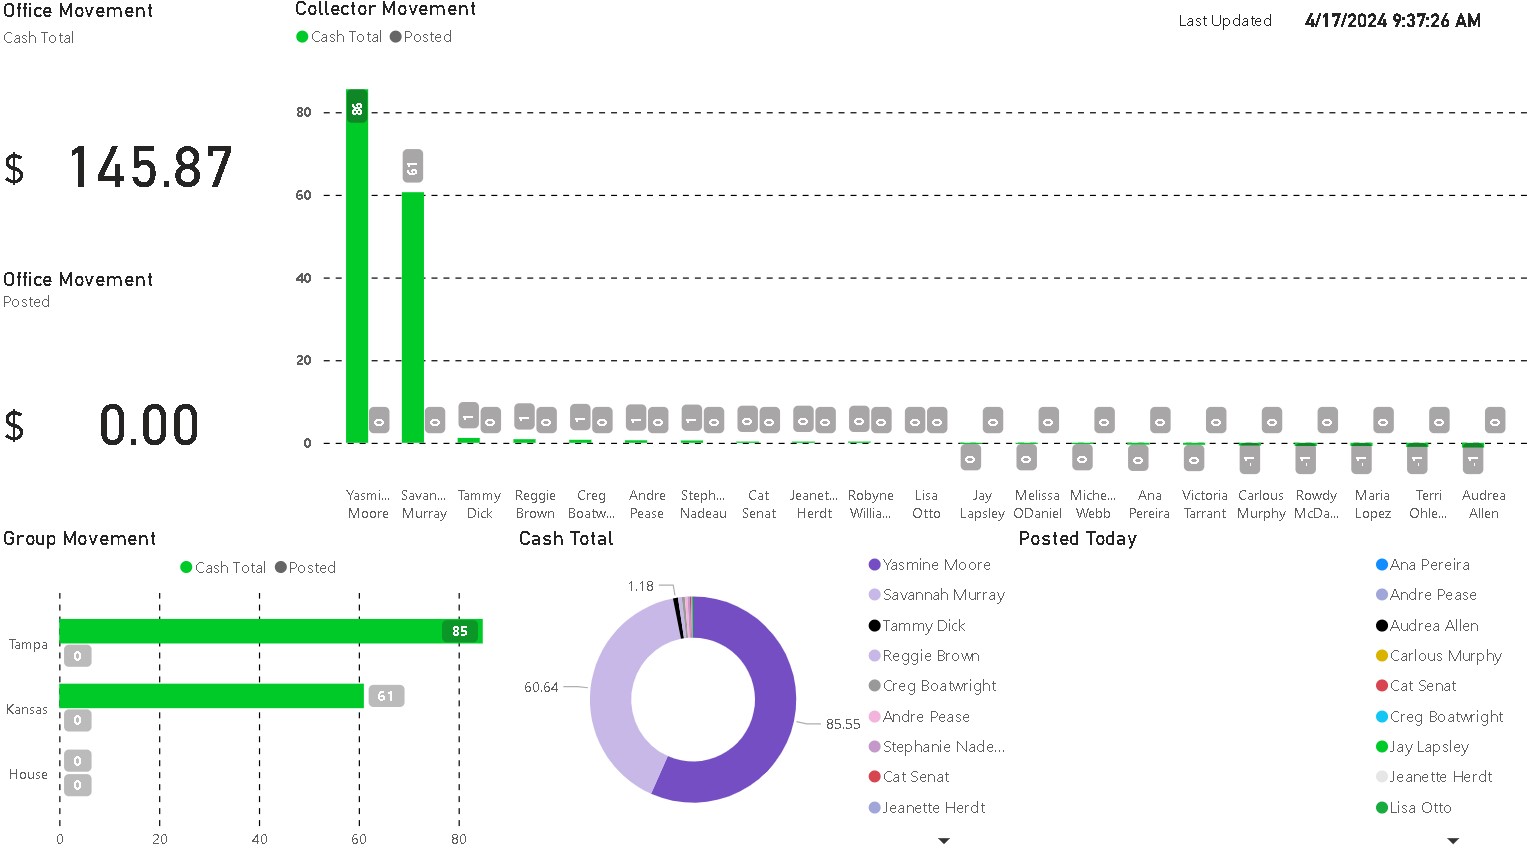 Office Movement
Cash Total
$ 145.87
Office Movement
Posted
$ 0.00
Collector Movement
Cash Total Posted
Last Updated 4/17/2024 9:37:26 AM
80
60
40
20
0
86 0 61 0 1 0 1 0 1 0 1 0 1 0 0 0 0 0 0 0 0 0 0 0 0 0 0 0 0 0 0 0
0 0 0 0 0 -1 -1 -1 -1 -1
Yasmi... Savan... Tammy Reggie Creg Andre Steph... Cat Jeanet... Robyne Lisa Jay Melissa Miche... Ana Victoria Carlous Rowdy Maria Terri Audrea
Moore Murray Dick Brown Boatw... Pease Nadeau Senat Herdt Willia... Otto Lapsley ODaniel Webb Pereira Tarrant Murphy McDa... Lopez Ohle... Allen
Group Movement
Cash Total Posted
Tampa 85
0
Kansas 61
0
House 0
0
0 20 40 60 80
Cash Total
1.18
60.64
85.55
Yasmine Moore
Savannah Murray
Tammy Dick
Reggie Brown
Creg Boatwright
Andre Pease
Stephanie Nade...
Cat Senat
Jeanette Herdt
Posted Today
Ana Pereira
Andre Pease
Audrea Allen
Carlous Murphy
Cat Senat
Creg Boatwright
Jay Lapsley
Jeanette Herdt
Lisa Otto